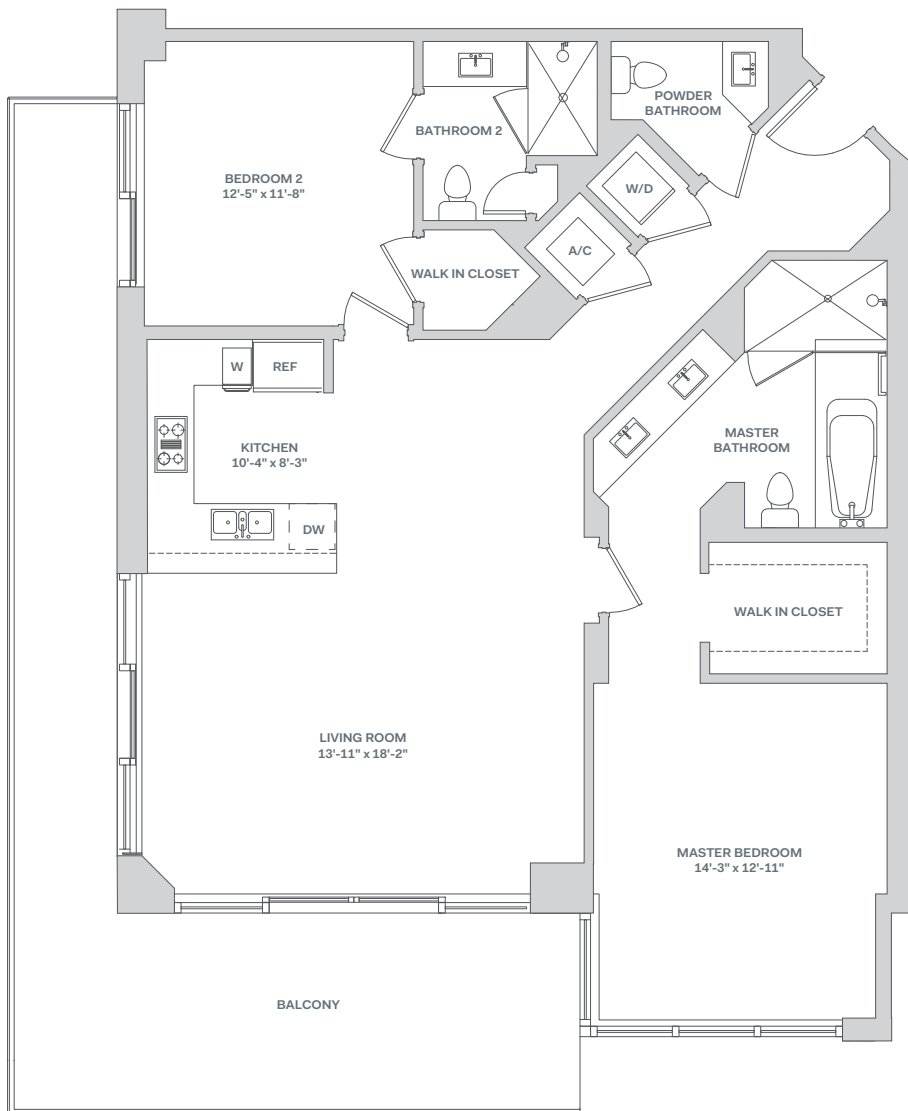 POWDER
BATHROOM
BATHROOM 2
BEDROOM 2
12'-5" x 11'-8"
W/D
A/C
WALK IN CLOSET
W
REF
KITCHEN
10'-4" x 8'-3"
MASTER
BATHROOM
DW
WALK IN CLOSET
LIVING ROOM
13'-11" x 18'-2"
MASTER BEDROOM
14'-3" x 12'-11"
BALCONY